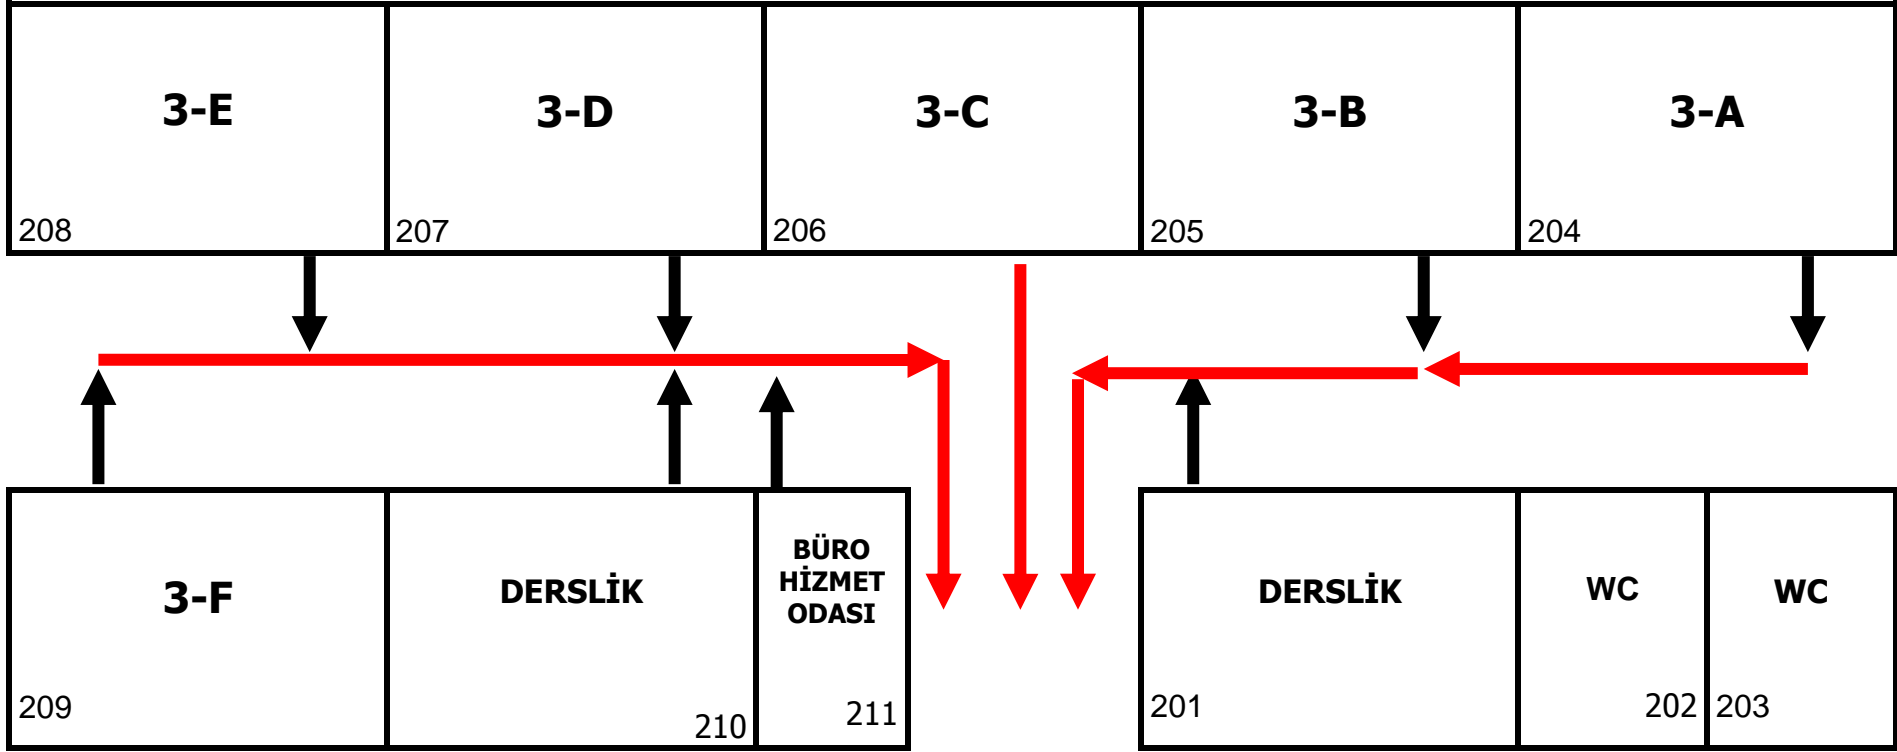 3-E
3-D
3-C
3-B
3-A
208
207
206
205
204
3-F
DERSLİK
BÜRO
HİZMET
ODASI
DERSLİK
WC
WC
209
210
211
201
202
203